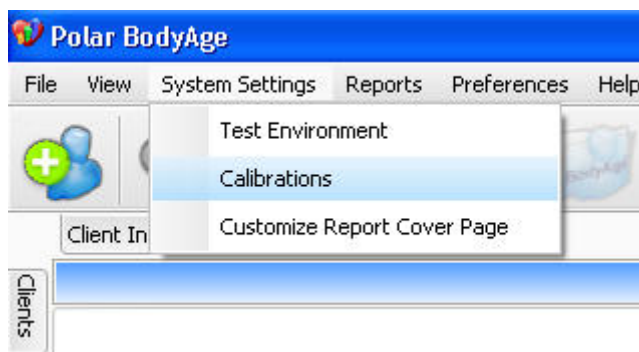 Polar BodyAge
File View System Settings Reports Preferences Help
Test Environment
Calibrations
Customize Report Cover Page
BodyAge
Client In
Clients